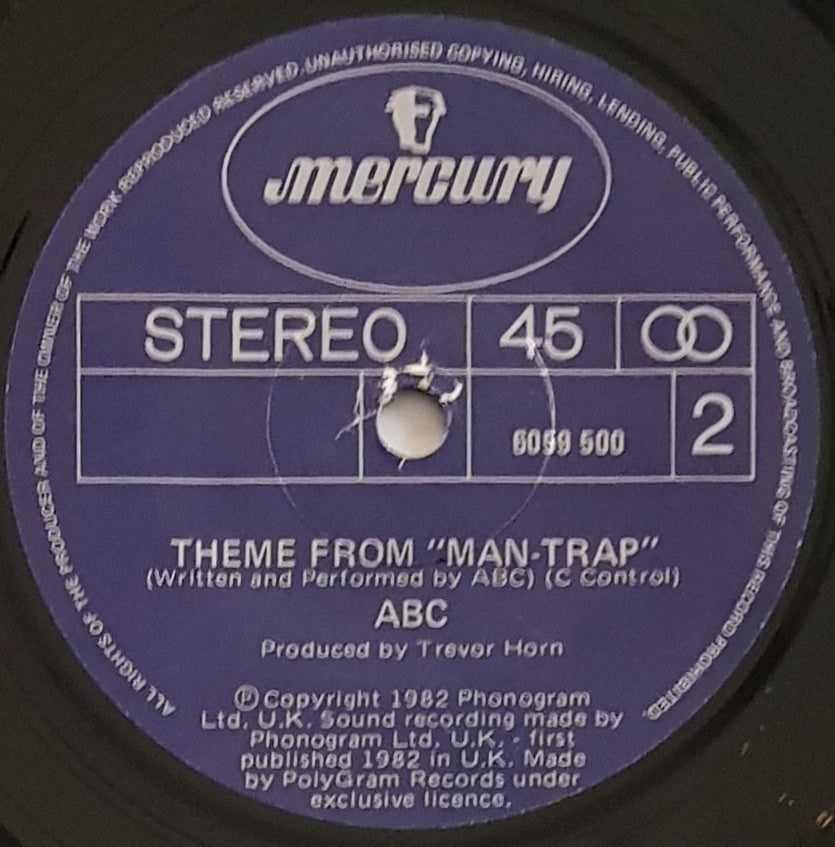 ALL RIGHTS OF THE PRODUCER AND OF THE OWNER OF THE WORK REPRODUCED RESERVED. UNAUTHORISED COPYING, HIRING, LENDING, PUBLIC PERFORMANCE AND BROADCASTING OF THIS RECORD PROHIBITED.
mercury
STEREO 45
6059 500 2
THEME FROM "MAN-TRAP"
(Written and Performed by ABC) (C Control)
ABC
Produced by Trevor Horn
Ⓟ Copyright 1982 Phonogram
Ltd. U.K. Sound recording made by
Phonogram Ltd. U.K. - first
published 1982 in U.K. Made
by PolyGram Records under
exclusive licence.